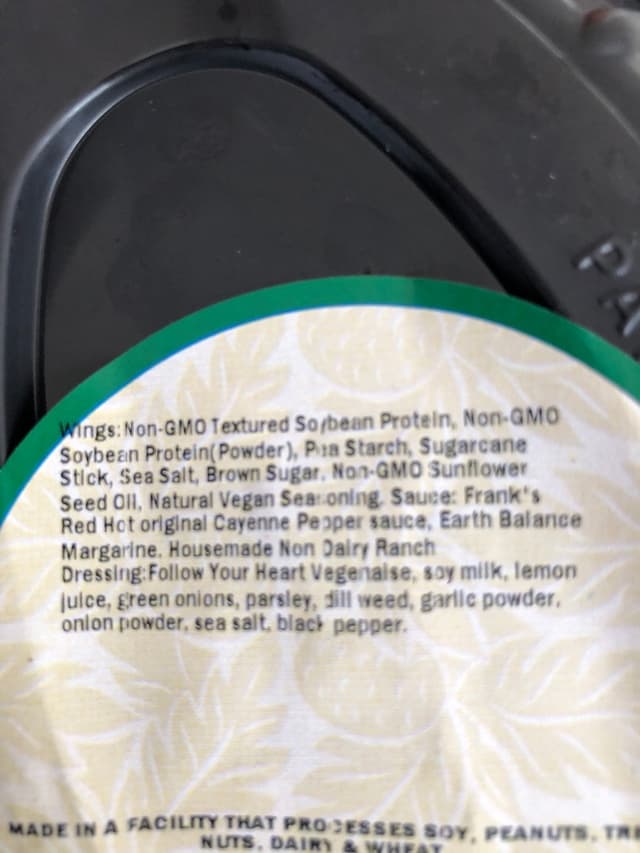 PA
Wings:Non-GMO Textured Soybean Protein, Non-GMO
Soybean Protein(Powder), Pea Starch, Sugarcane
Stick, Sea Salt, Brown Sugar, Non-GMO Sunflower
Seed Oil, Natural Vegan Seasoning. Sauce: Frank's
Red Hot original Cayenne Pepper sauce, Earth Balance
Margarine. Housemade Non Dairy Ranch
Dressing:Follow Your Heart Vegenaise, soy milk, lemon
juice, green onions, parsley, dill weed, garlic powder,
onion powder, sea salt, black pepper.
MADE IN A FACILITY THAT PROCESSES SOY, PEANUTS, TRE
NUTS, DAIRY & WHEAT